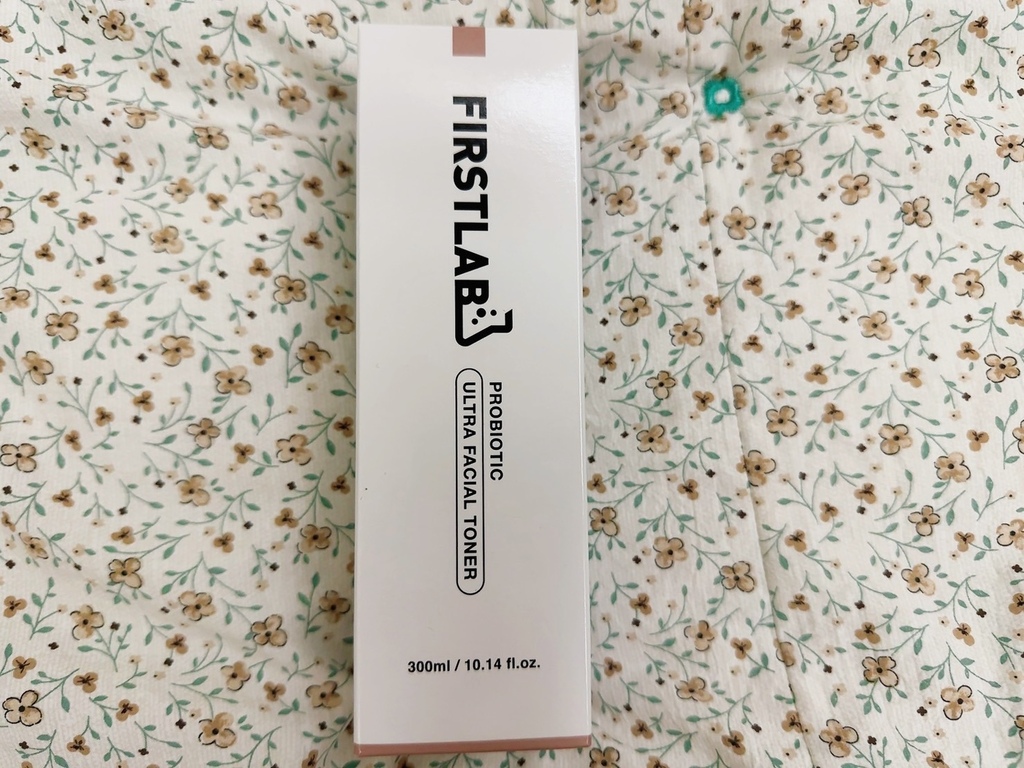 FIRSTLAB
PROBIOTIC
ULTRA FACIAL TONER
300ml / 10.14 fl.oz.